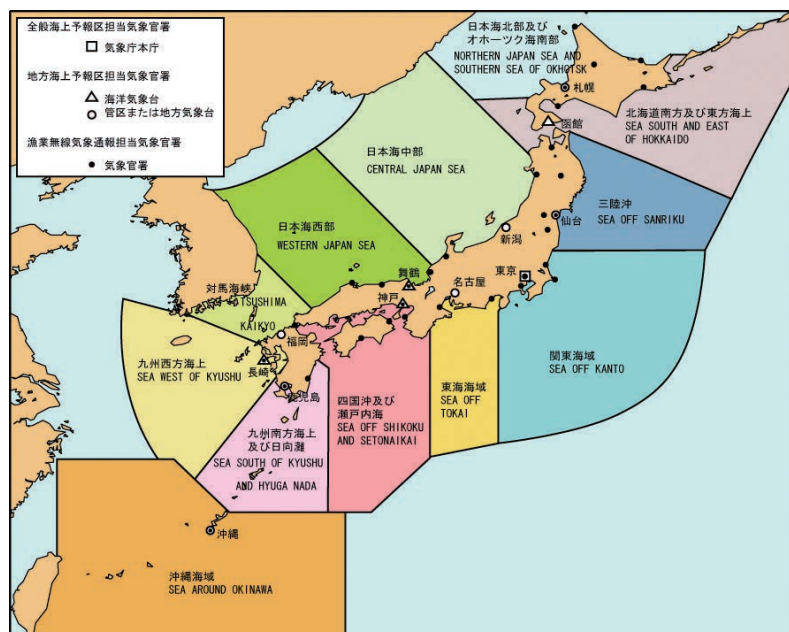 全般海上予報区担当気象官署
気象庁本庁
地方海上予報区担当気象官署
海洋気象台
管区または地方気象台
漁業無線気象通報担当気象官署
気象官署
日本海北部及び
オホーツク海南部
NORTHERN JAPAN SEA AND
SOUTHERN SEA OF OKHOTSK
札幌
函館
北海道南方及び東方海上
SEA SOUTH AND EAST
OF HOKKAIDO
日本海中部
CENTRAL JAPAN SEA
三陸沖
SEA OFF SANRIKU
仙台
新潟
日本海西部
WESTERN JAPAN SEA
舞鶴
神戸
名古屋
東京
対馬海峡
TSUSHIMA
KAIKYO
福岡
長崎
鹿児島
九州西方海上
SEA WEST OF KYUSHU
関東海域
SEA OFF KANTO
東海海域
SEA OFF
TOKAI
四国沖及び
瀬戸内海
SEA OFF SHIKOKU
AND SETONAIKAI
九州南方海上
及び日向灘
SEA SOUTH OF KYUSHU
AND HYUGA NADA
沖縄
沖縄海域
SEA AROUND OKINAWA